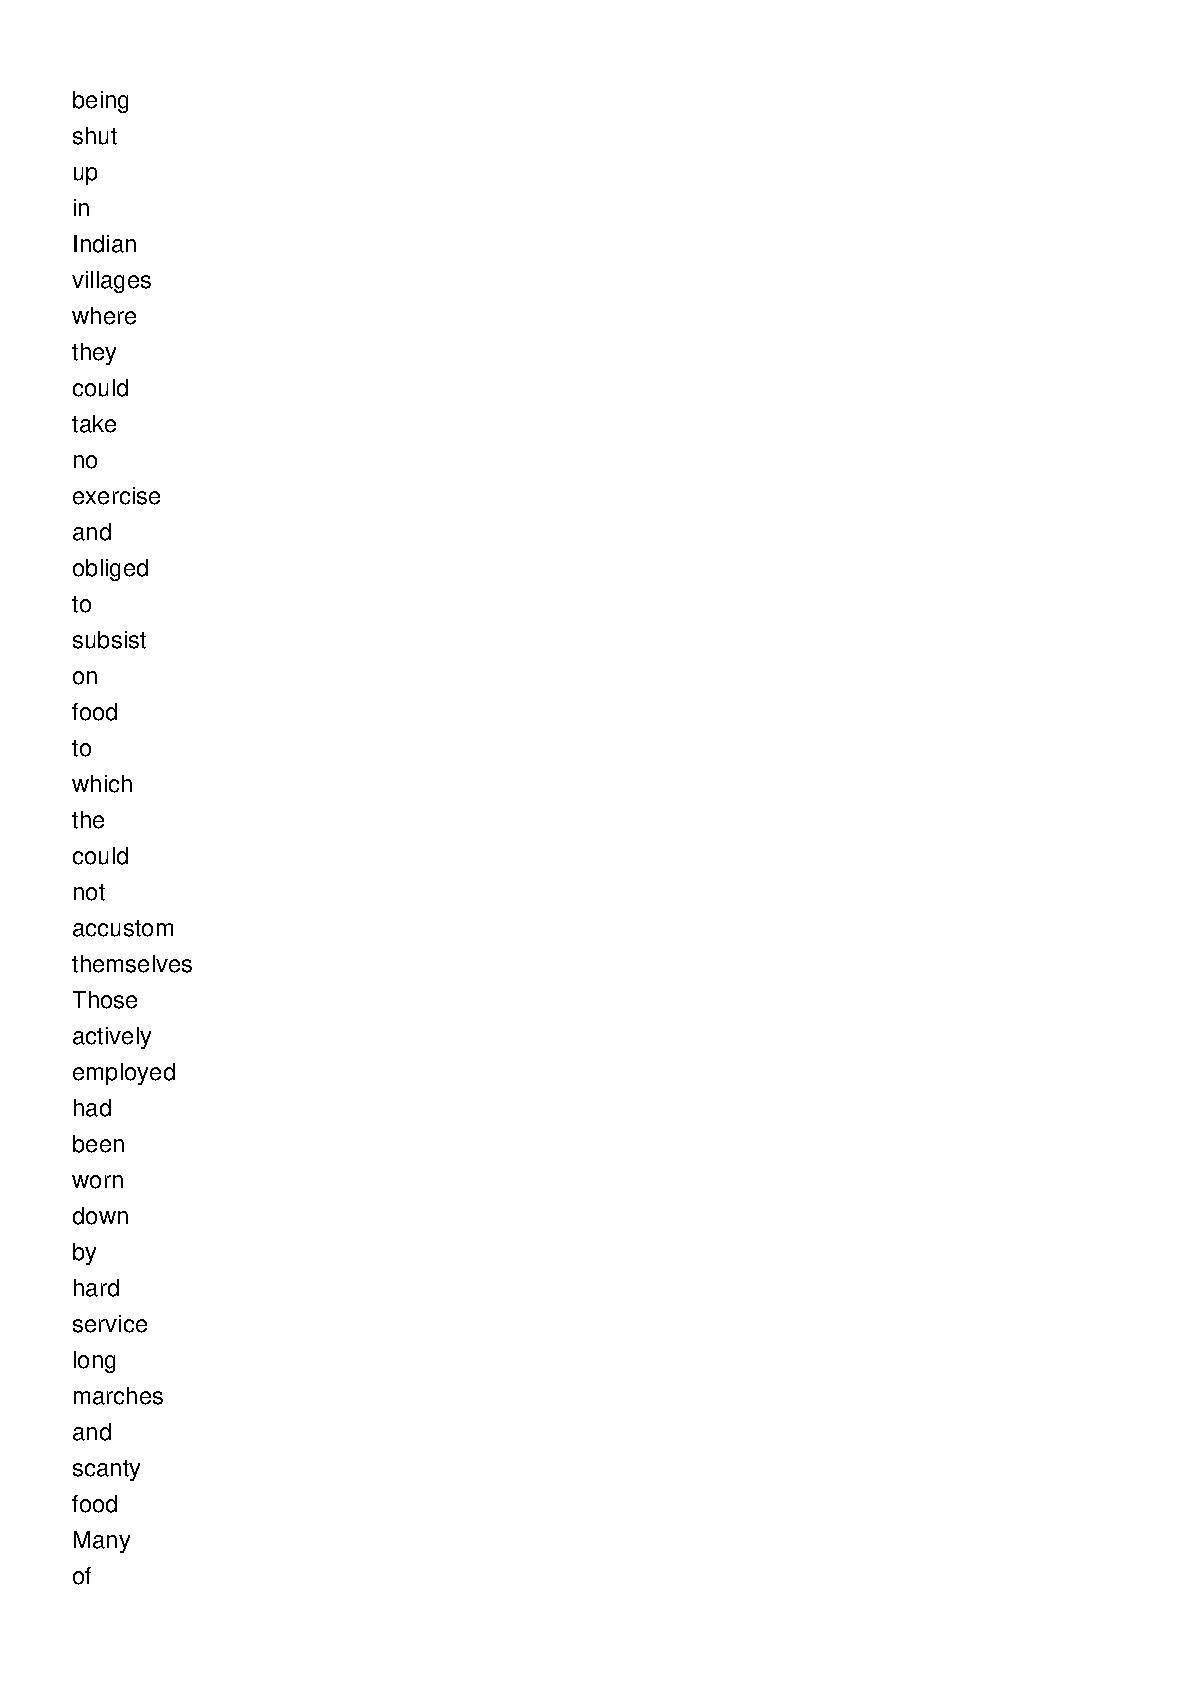 being
shut
up
in
Indian
villages
where
they
could
take
no
exercise
and
obliged
to
subsist
on
food
to
which
the
could
not
accustom
themselves
Those
actively
employed
had
been
worn
down
by
hard
service
long
marches
and
scanty
food
Many
of